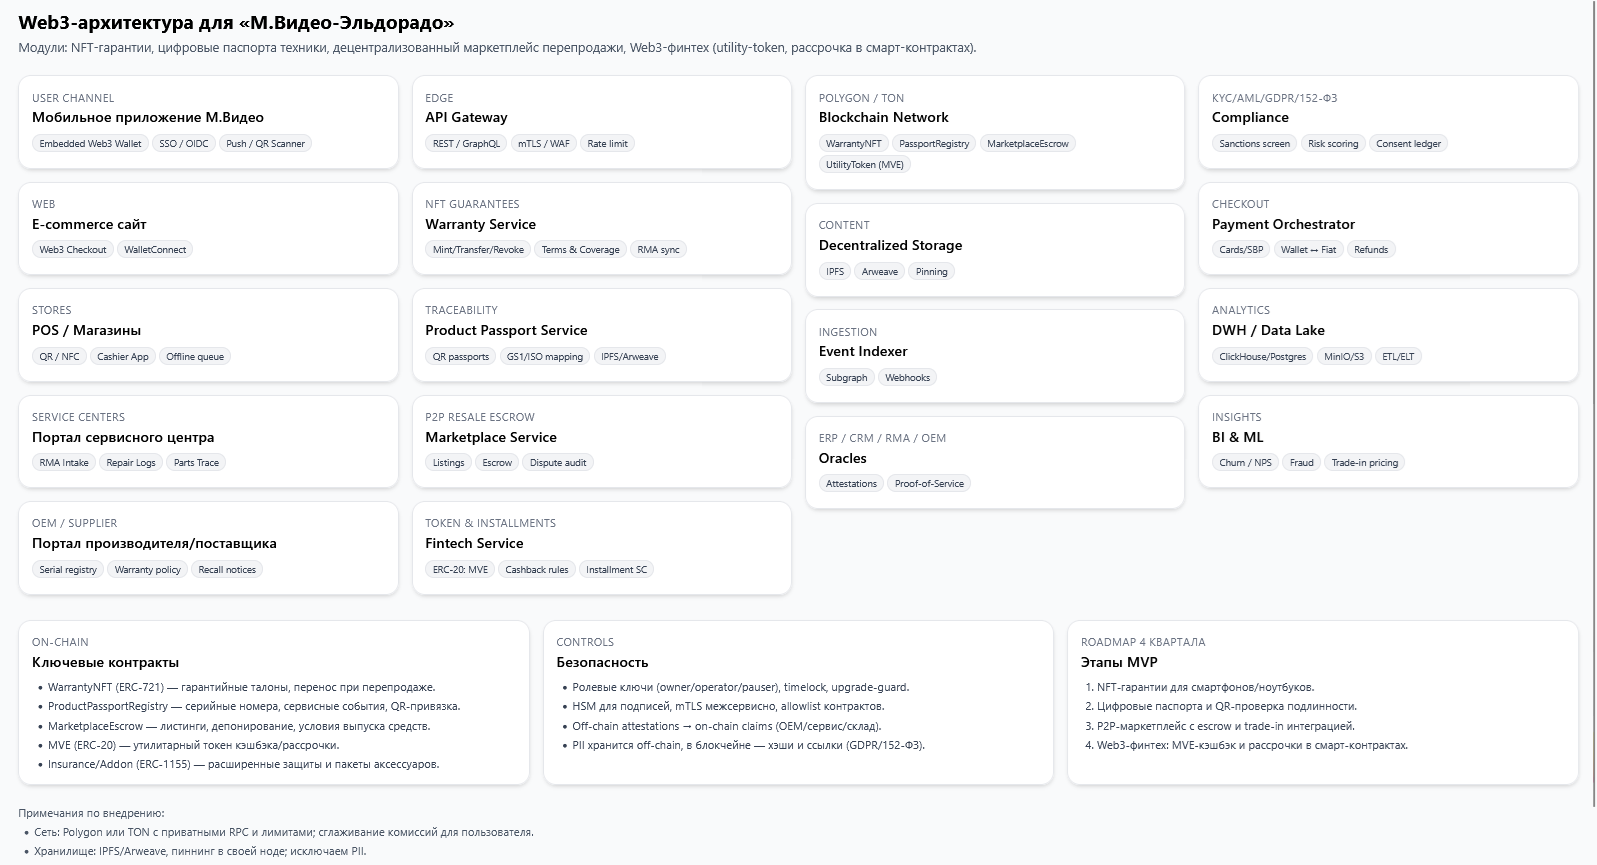 Web3-архитектура для «М.Видео-Эльдорадо»
Модули: NFT-гарантии, цифровые паспорта техники, децентрализованный маркетплейс перепродажи, Web3-финтех (utility-token, рассрочка в смарт-контрактах).
USER CHANNEL
Мобильное приложение М.Видео
Embedded Web3 Wallet SSO / OIDC Push / QR Scanner
WEB
E-commerce сайт
Web3 Checkout WalletConnect
STORES
POS / Магазины
QR / NFC Cashier App Offline queue
SERVICE CENTERS
Портал сервисного центра
RMA Intake Repair Logs Parts Trace
OEM / SUPPLIER
Портал производителя/поставщика
Serial registry Warranty policy Recall notices
EDGE
API Gateway
REST / GraphQL mTLS / WAF Rate limit
NFT GUARANTEES
Warranty Service
Mint/Transfer/Revoke Terms & Coverage RMA sync
TRACEABILITY
Product Passport Service
QR passports GS1/ISO mapping IPFS/Arweave
P2P RESALE ESCROW
Marketplace Service
Listings Escrow Dispute audit
TOKEN & INSTALLMENTS
Fintech Service
ERC-20: MVE Cashback rules Installment SC
POLYGON / TON
Blockchain Network
WarrantyNFT PassportRegistry MarketplaceEscrow
UtilityToken (MVE)
CONTENT
Decentralized Storage
IPFS Arweave Pinning
INGESTION
Event Indexer
Subgraph Webhooks
ERP / CRM / RMA / OEM
Oracles
Attestations Proof-of-Service
KYC/AML/GDPR/152-ФЗ
Compliance
Sanctions screen Risk scoring Consent ledger
CHECKOUT
Payment Orchestrator
Cards/SBP Wallet ↔ Fiat Refunds
ANALYTICS
DWH / Data Lake
ClickHouse/Postgres MinIO/S3 ETL/ELT
INSIGHTS
BI & ML
Churn / NPS Fraud Trade-in pricing
ON-CHAIN
Ключевые контракты
• WarrantyNFT (ERC-721) — гарантийные талоны, перенос при перепродаже.
• ProductPassportRegistry — серийные номера, сервисные события, QR-привязка.
• MarketplaceEscrow — листинги, депонирование, условия выпуска средств.
• MVE (ERC-20) — утилитарный токен кэшбэка/рассрочки.
• Insurance/Addon (ERC-1155) — расширенные защиты и пакеты аксессуаров.
CONTROLS
Безопасность
• Ролевые ключи (owner/operator/pauser), timelock, upgrade-guard.
• HSM для подписей, mTLS межсервисно, allowlist контрактов.
• Off-chain attestations → on-chain claims (OEM/сервис/склад).
• PII хранится off-chain, в блокчейне — хэши и ссылки (GDPR/152-ФЗ).
ROADMAP 4 КВАРТАЛА
Этапы MVP
1. NFT-гарантии для смартфонов/ноутбуков.
2. Цифровые паспорта и QR-проверка подлинности.
3. P2P-маркетплейс с escrow и trade-in интеграцией.
4. Web3-финтех: MVE-кэшбэк и рассрочки в смарт-контрактах.
Примечания по внедрению:
• Сеть: Polygon или TON с приватными RPC и лимитами; сглаживание комиссий для пользователя.
• Хранилище: IPFS/Arweave, пиннинг в своей ноде; исключаем PII.